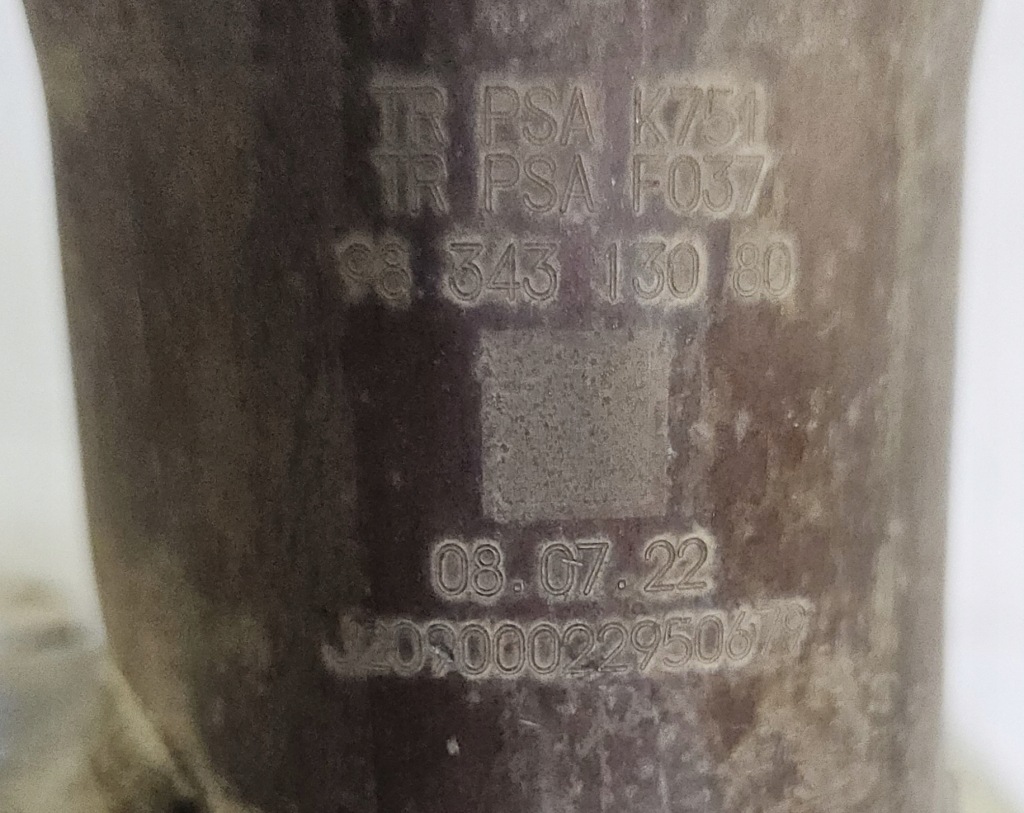 TR PSA K751
TR PSA F037
98 343 130 80
08.07.22